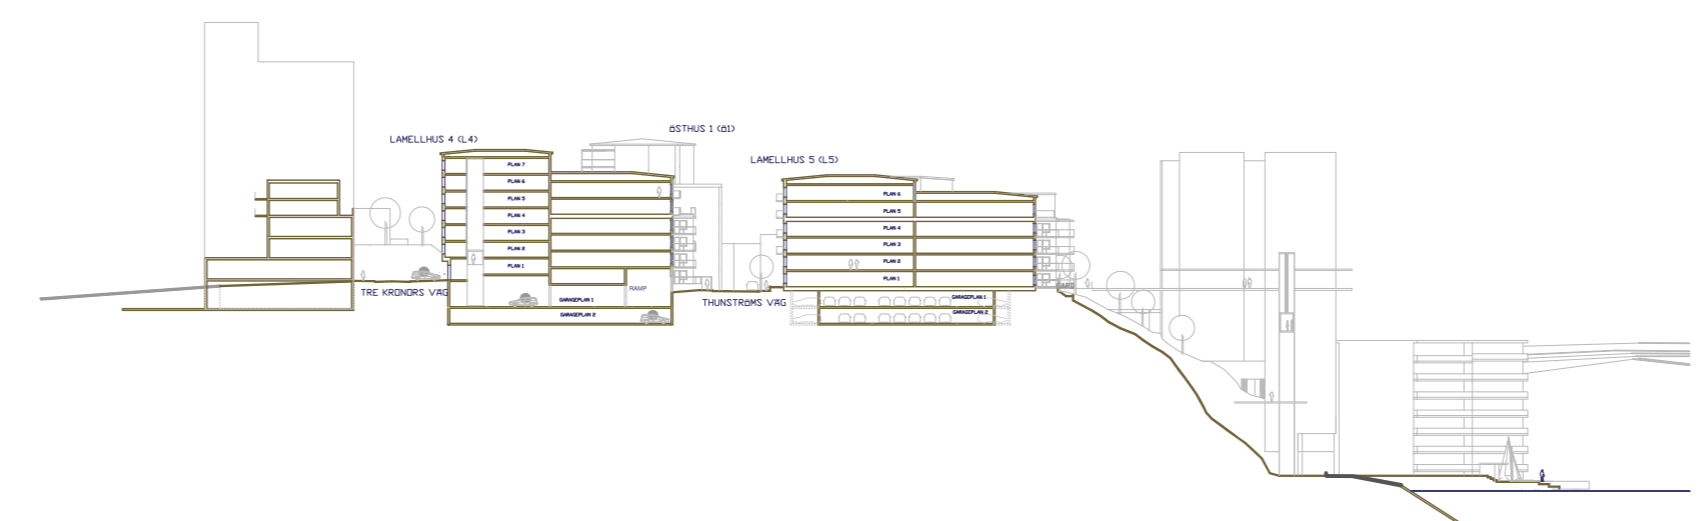 ÖSTHUS 1 (Ö1)
LAMELLHUS 4 (L4)
LAMELLHUS 5 (L5)
PLAN 7
PLAN 6
PLAN 5
PLAN 4
PLAN 3
PLAN 2
PLAN 1
GARAGEPLAN 1
GARAGEPLAN 2
RAMP
TRE KRONORS VÄG
THUNSTRÖMS VÄG
PLAN 6
PLAN 5
PLAN 4
PLAN 3
PLAN 2
PLAN 1
GARAGEPLAN 1
GARAGEPLAN 2
GÅRD